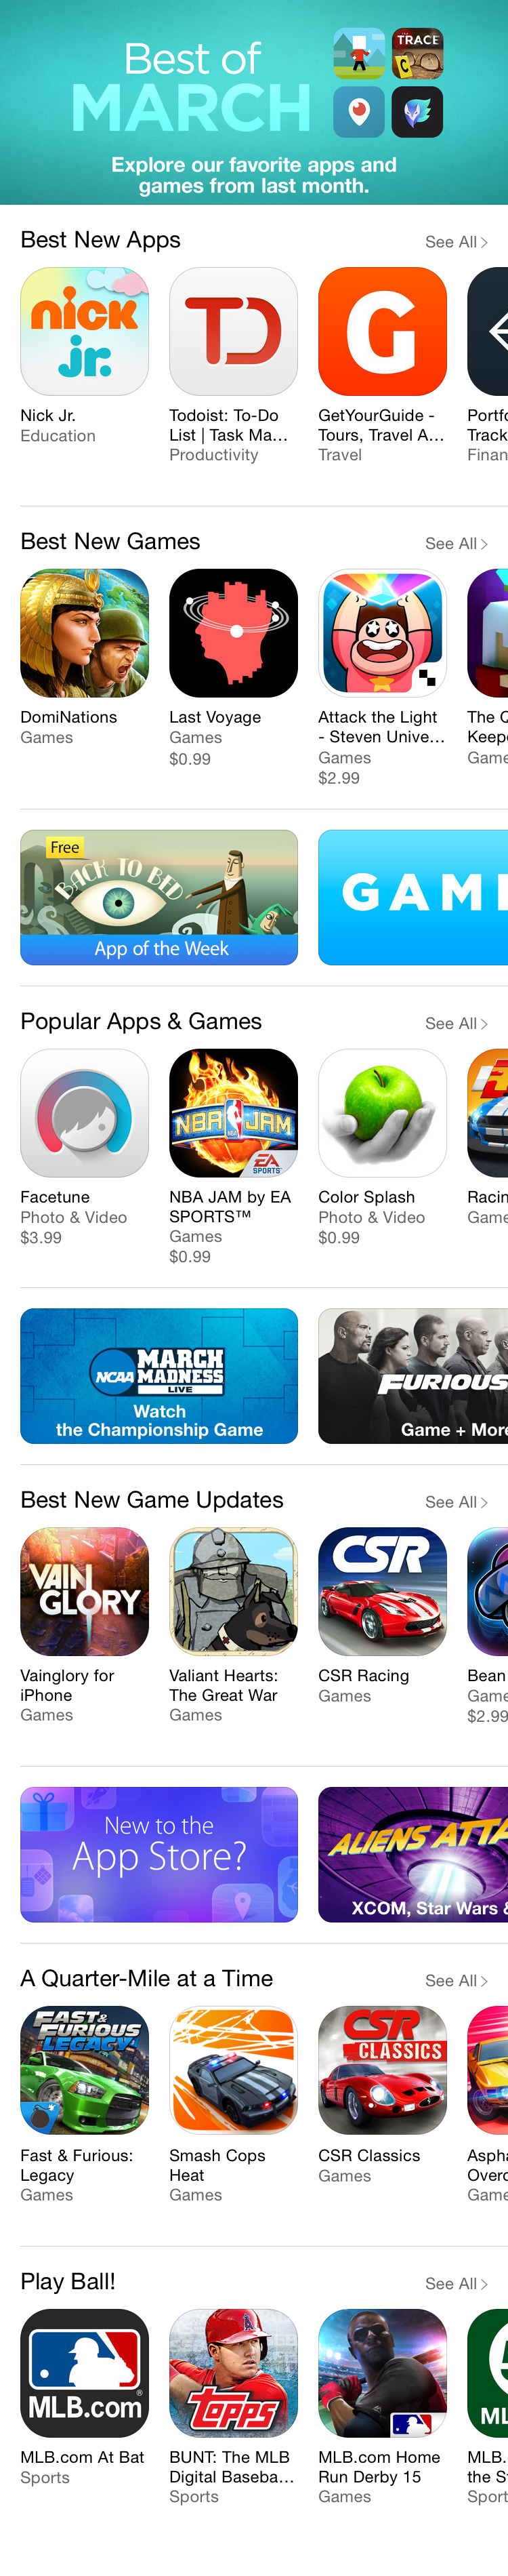 Best of
MARCH
TRACE
C
Explore our favorite apps and
games from last month.
Best New Apps
See All
nick
jr.
TD
G
Nick Jr.
Education
Todoist: To-Do
List | Task Ma...
Productivity
GetYourGuide -
Tours, Travel A...
Travel
Portfo
Track
Finan
Best New Games
See All
DomiNations
Games
Last Voyage
Games
$0.99
Attack the Light
- Steven Unive...
Games
$2.99
The Q
Keepe
Game
Free
BACK TO BED
App of the Week
GAM
Popular Apps & Games
See All
NBA JAM
EA
SPORTS
Facetune
Photo & Video
$3.99
NBA JAM by EA
SPORTS™
Games
$0.99
Color Splash
Photo & Video
$0.99
Racin
Game
NCAA
MARCH
MADNESS
LIVE
Watch
the Championship Game
FURIOUS
Game + More
Best New Game Updates
See All
VAIN
GLORY
CSR
Vainglory for
iPhone
Games
Valiant Hearts:
The Great War
Games
CSR Racing
Games
Bean
Game
$2.99
New to the
App Store?
ALIENS ATTA
XCOM, Star Wars &
A Quarter-Mile at a Time
See All
FAST &
FURIOUS
LEGACY
CSR
CLASSICS
Fast & Furious:
Legacy
Games
Smash Cops
Heat
Games
CSR Classics
Games
Aspha
Overd
Game
Play Ball!
See All
MLB.com
®
topps
ML
MLB.com At Bat
Sports
BUNT: The MLB
Digital Baseba...
Sports
MLB.com Home
Run Derby 15
Games
MLB.
the S
Sport